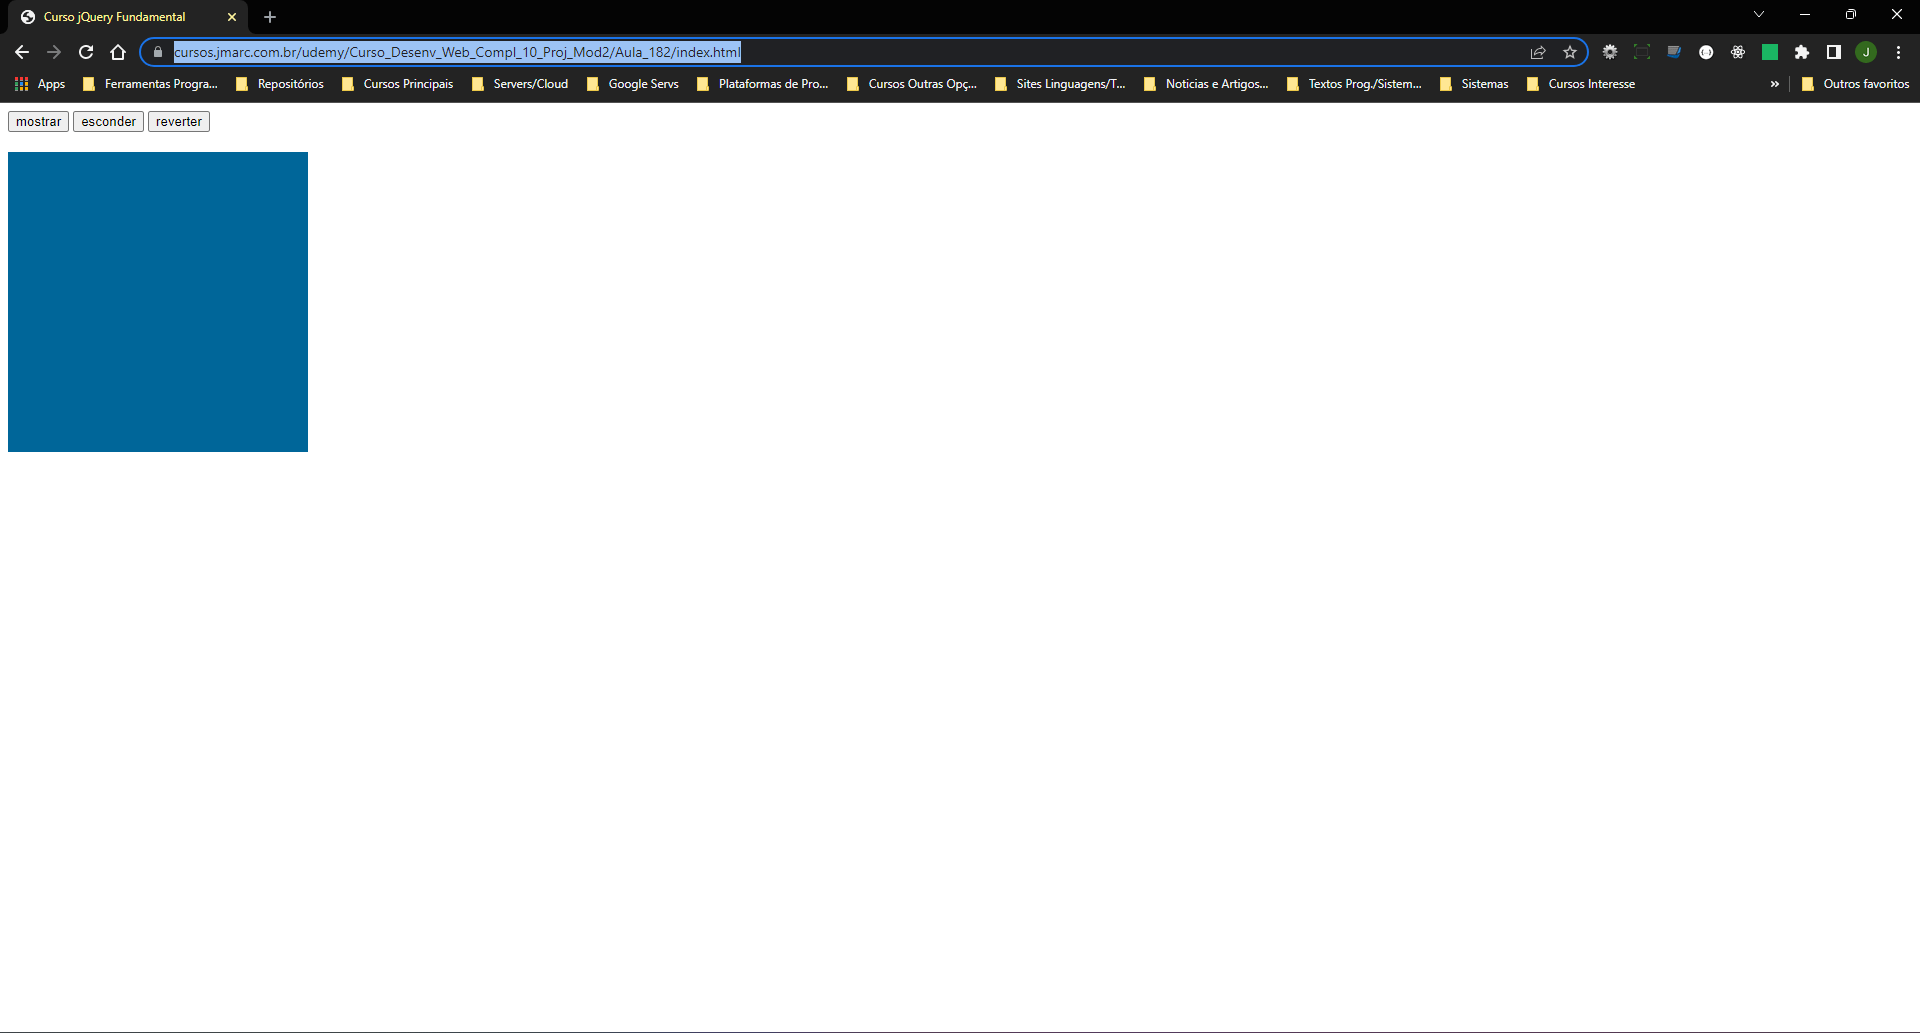 Curso jQuery Fundamental
cursos.jmarc.com.br/udemy/Curso_Desenv_Web_Compl_10_Proj_Mod2/Aula_182/index.html
J
Apps Ferramentas Progra... Repositórios Cursos Principais Servers/Cloud Google Servs Plataformas de Pro... Cursos Outras Opç... Sites Linguagens/T... Noticias e Artigos... Textos Prog./Sistem... Sistemas Cursos Interesse » Outros favoritos
mostrar esconder reverter